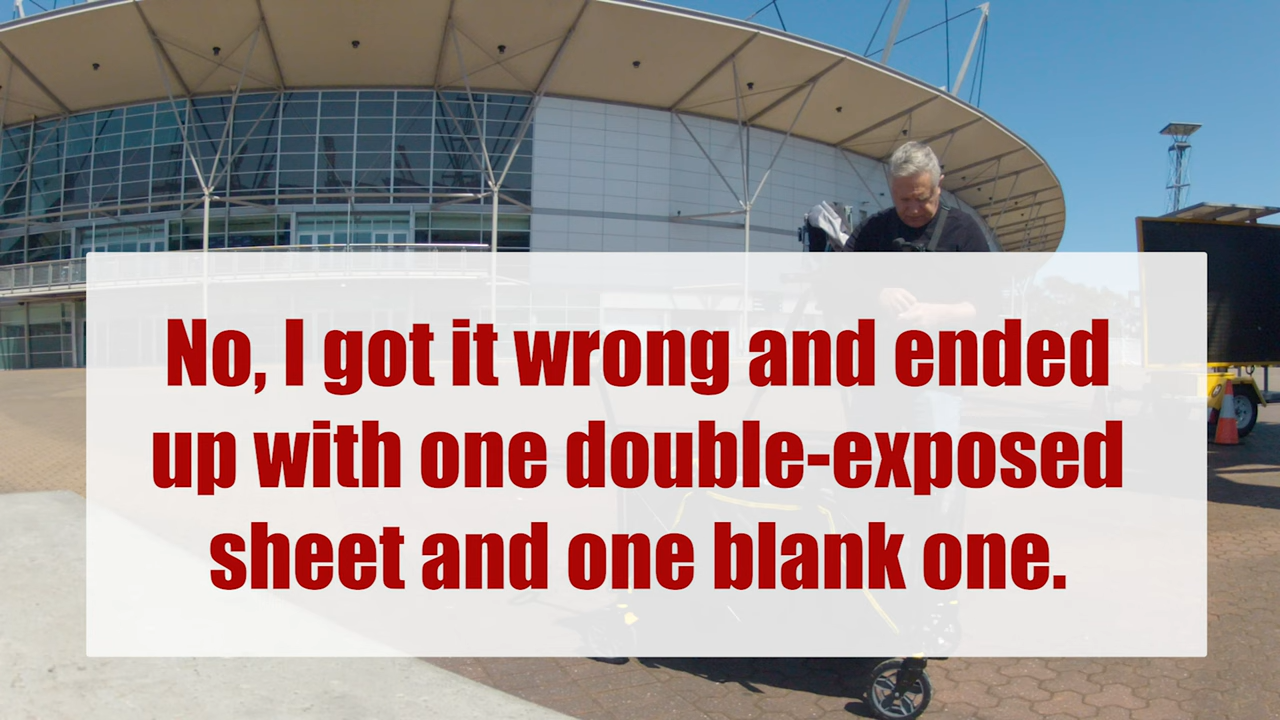 No, I got it wrong and ended
up with one double-exposed
sheet and one blank one.